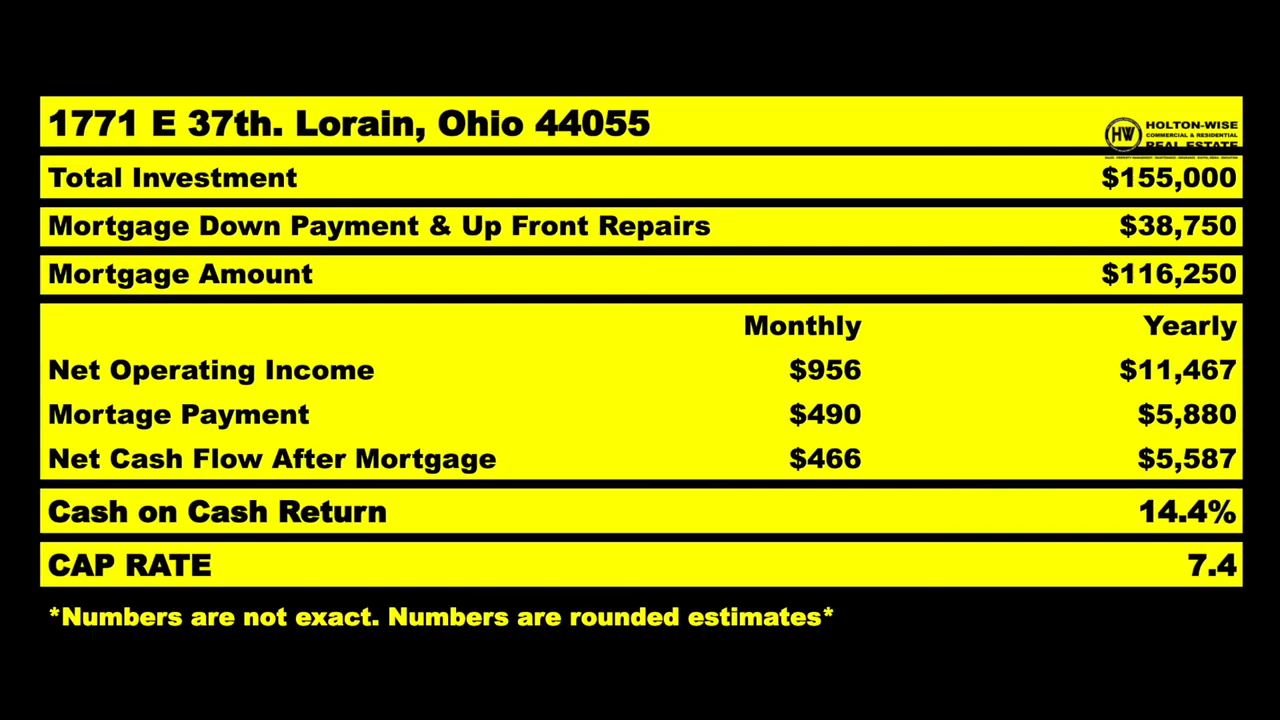 1771 E 37th. Lorain, Ohio 44055
HW HOLTON-WISE
COMMERCIAL & RESIDENTIAL
REAL ESTATE
Total Investment $155,000
Mortgage Down Payment & Up Front Repairs $38,750
Mortgage Amount $116,250
Monthly Yearly
Net Operating Income $956 $11,467
Mortage Payment $490 $5,880
Net Cash Flow After Mortgage $466 $5,587
Cash on Cash Return 14.4%
CAP RATE 7.4
*Numbers are not exact. Numbers are rounded estimates*